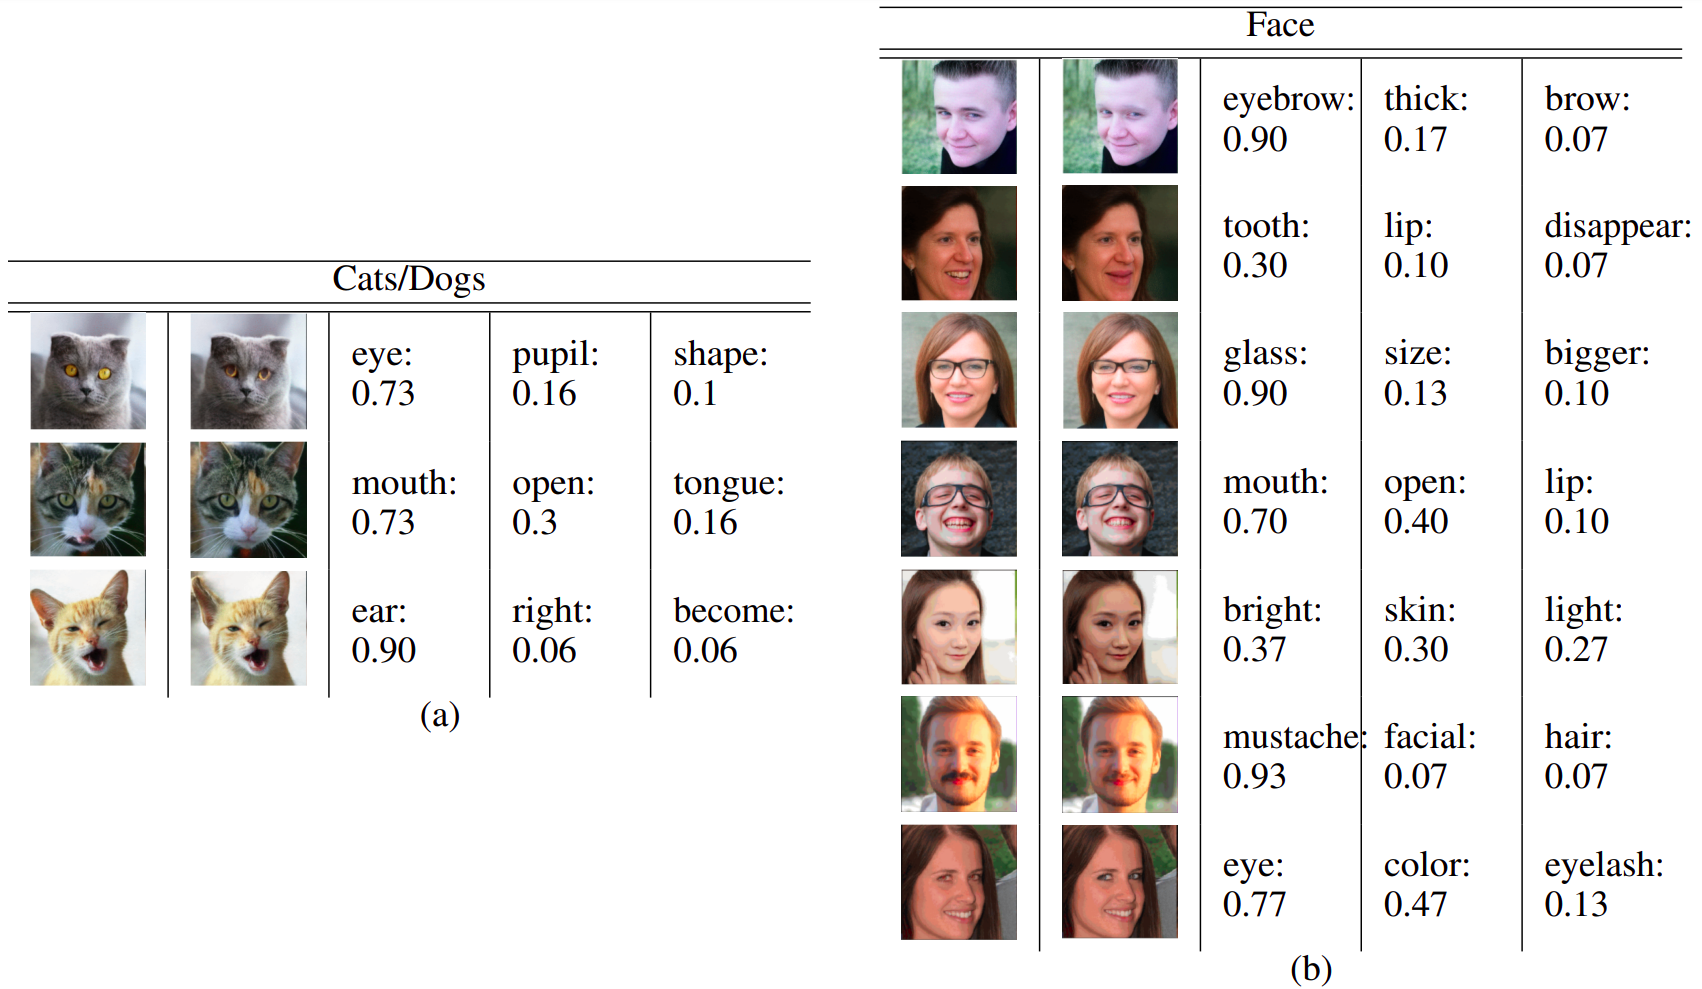 Cats/Dogs
eye: pupil: shape:
0.73 0.16 0.1
mouth: open: tongue:
0.73 0.3 0.16
ear: right: become:
0.90 0.06 0.06
(a)
Face
eyebrow: thick: brow:
0.90 0.17 0.07
tooth: lip: disappear:
0.30 0.10 0.07
glass: size: bigger:
0.90 0.13 0.10
mouth: open: lip:
0.70 0.40 0.10
bright: skin: light:
0.37 0.30 0.27
mustache: facial: hair:
0.93 0.07 0.07
eye: color: eyelash:
0.77 0.47 0.13
(b)